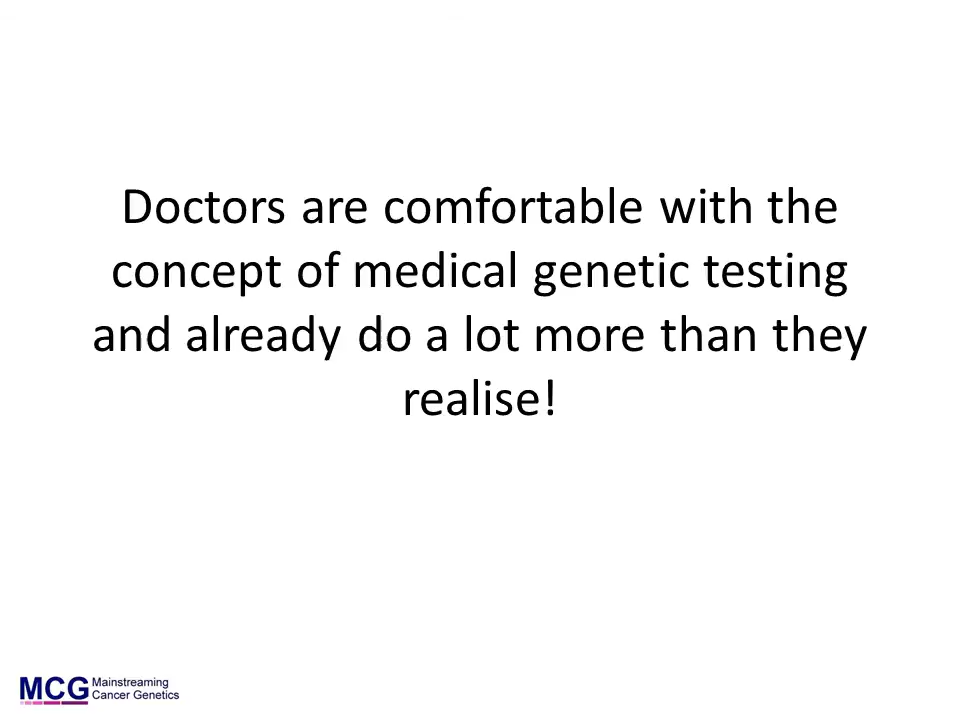 Doctors are comfortable with the
concept of medical genetic testing
and already do a lot more than they
realise!
MCG Mainstreaming
Cancer Genetics